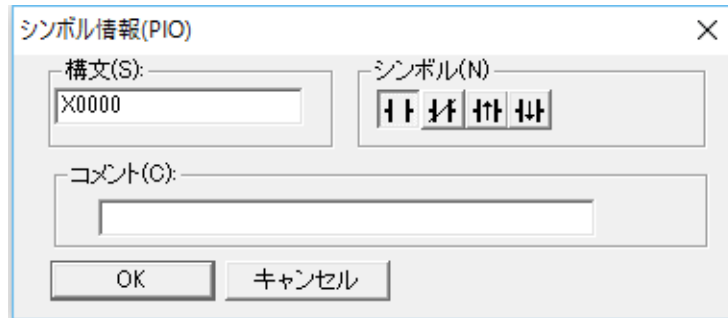 シンボル情報(PIO)
構文(S):
シンボル(N)
X0000
コメント(C):
OK
キャンセル